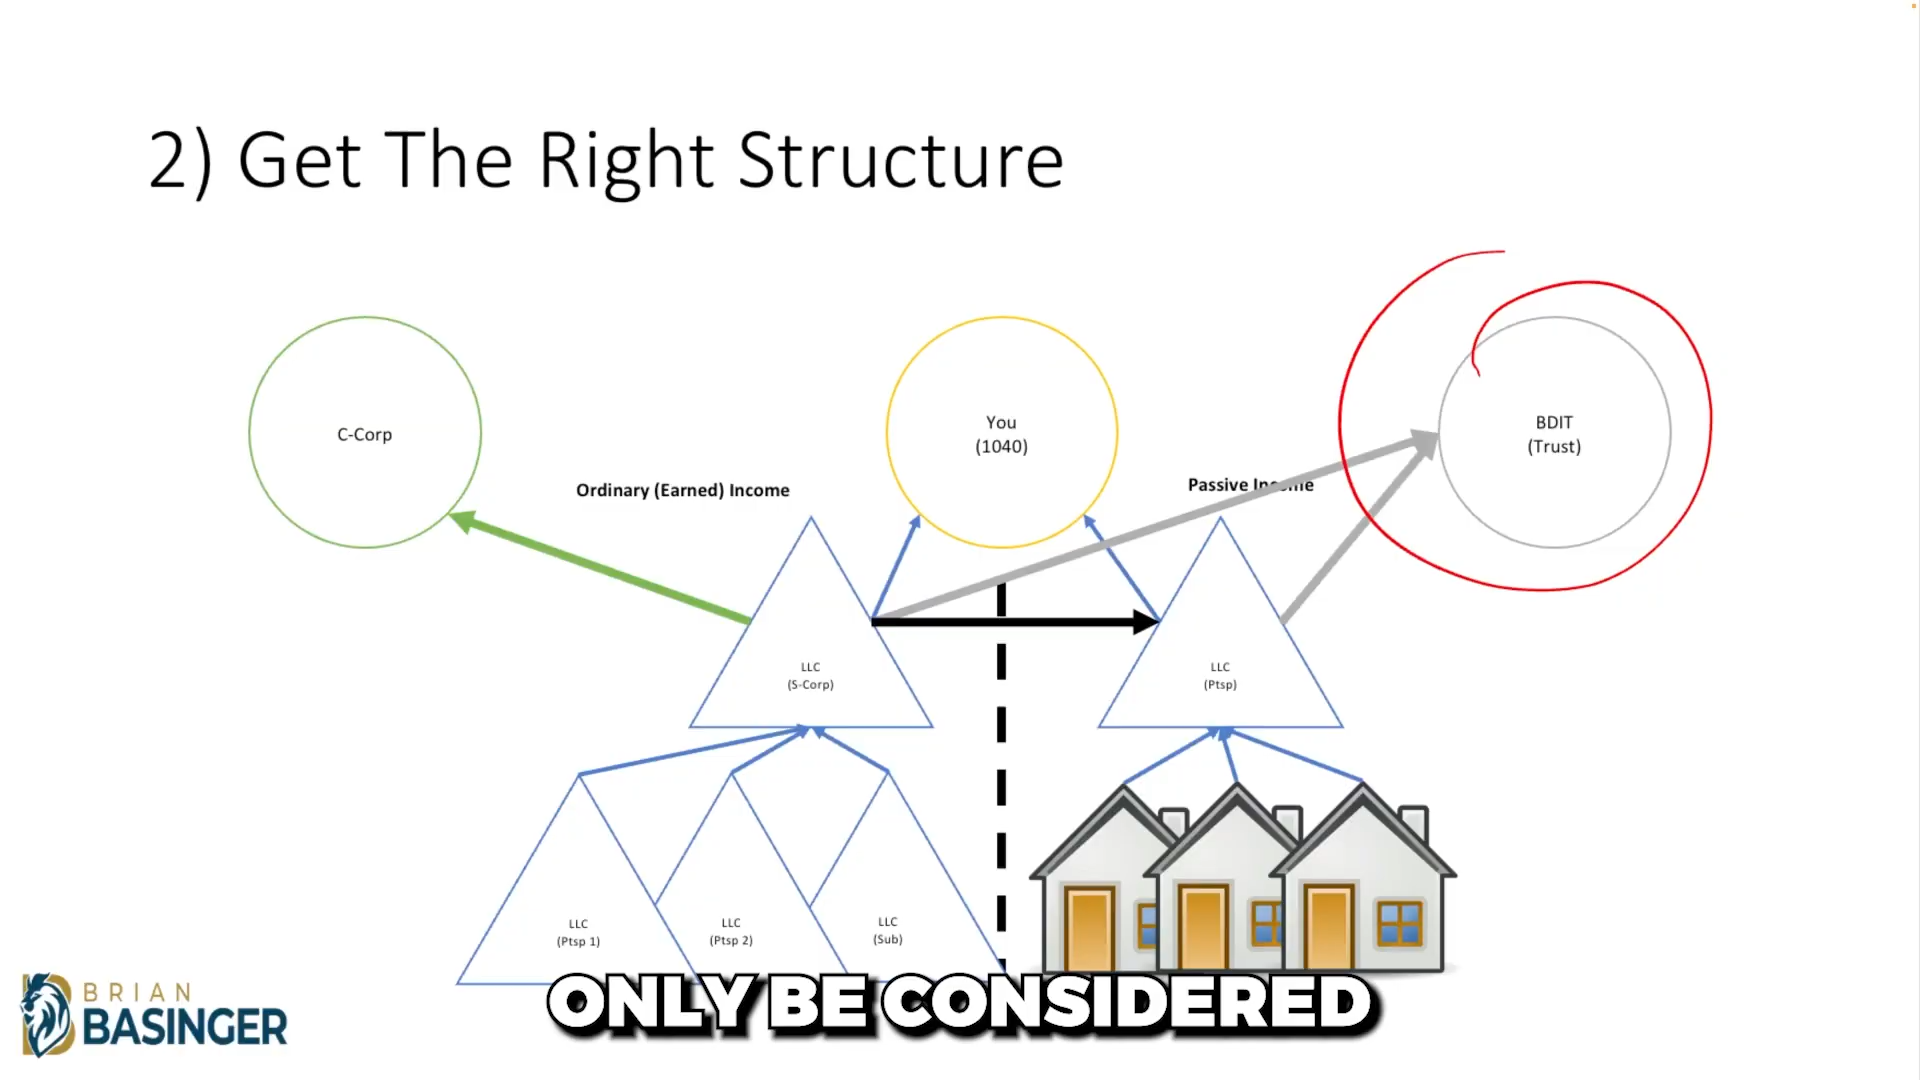 2) Get The Right Structure
C-Corp
You
(1040)
BDIT
(Trust)
Ordinary (Earned) Income
Passive Income
LLC
(S-Corp)
LLC
(Ptsp)
LLC
(Ptsp 1)
LLC
(Ptsp 2)
LLC
(Sub)
ONLY BE CONSIDERED
BRIAN
BASINGER